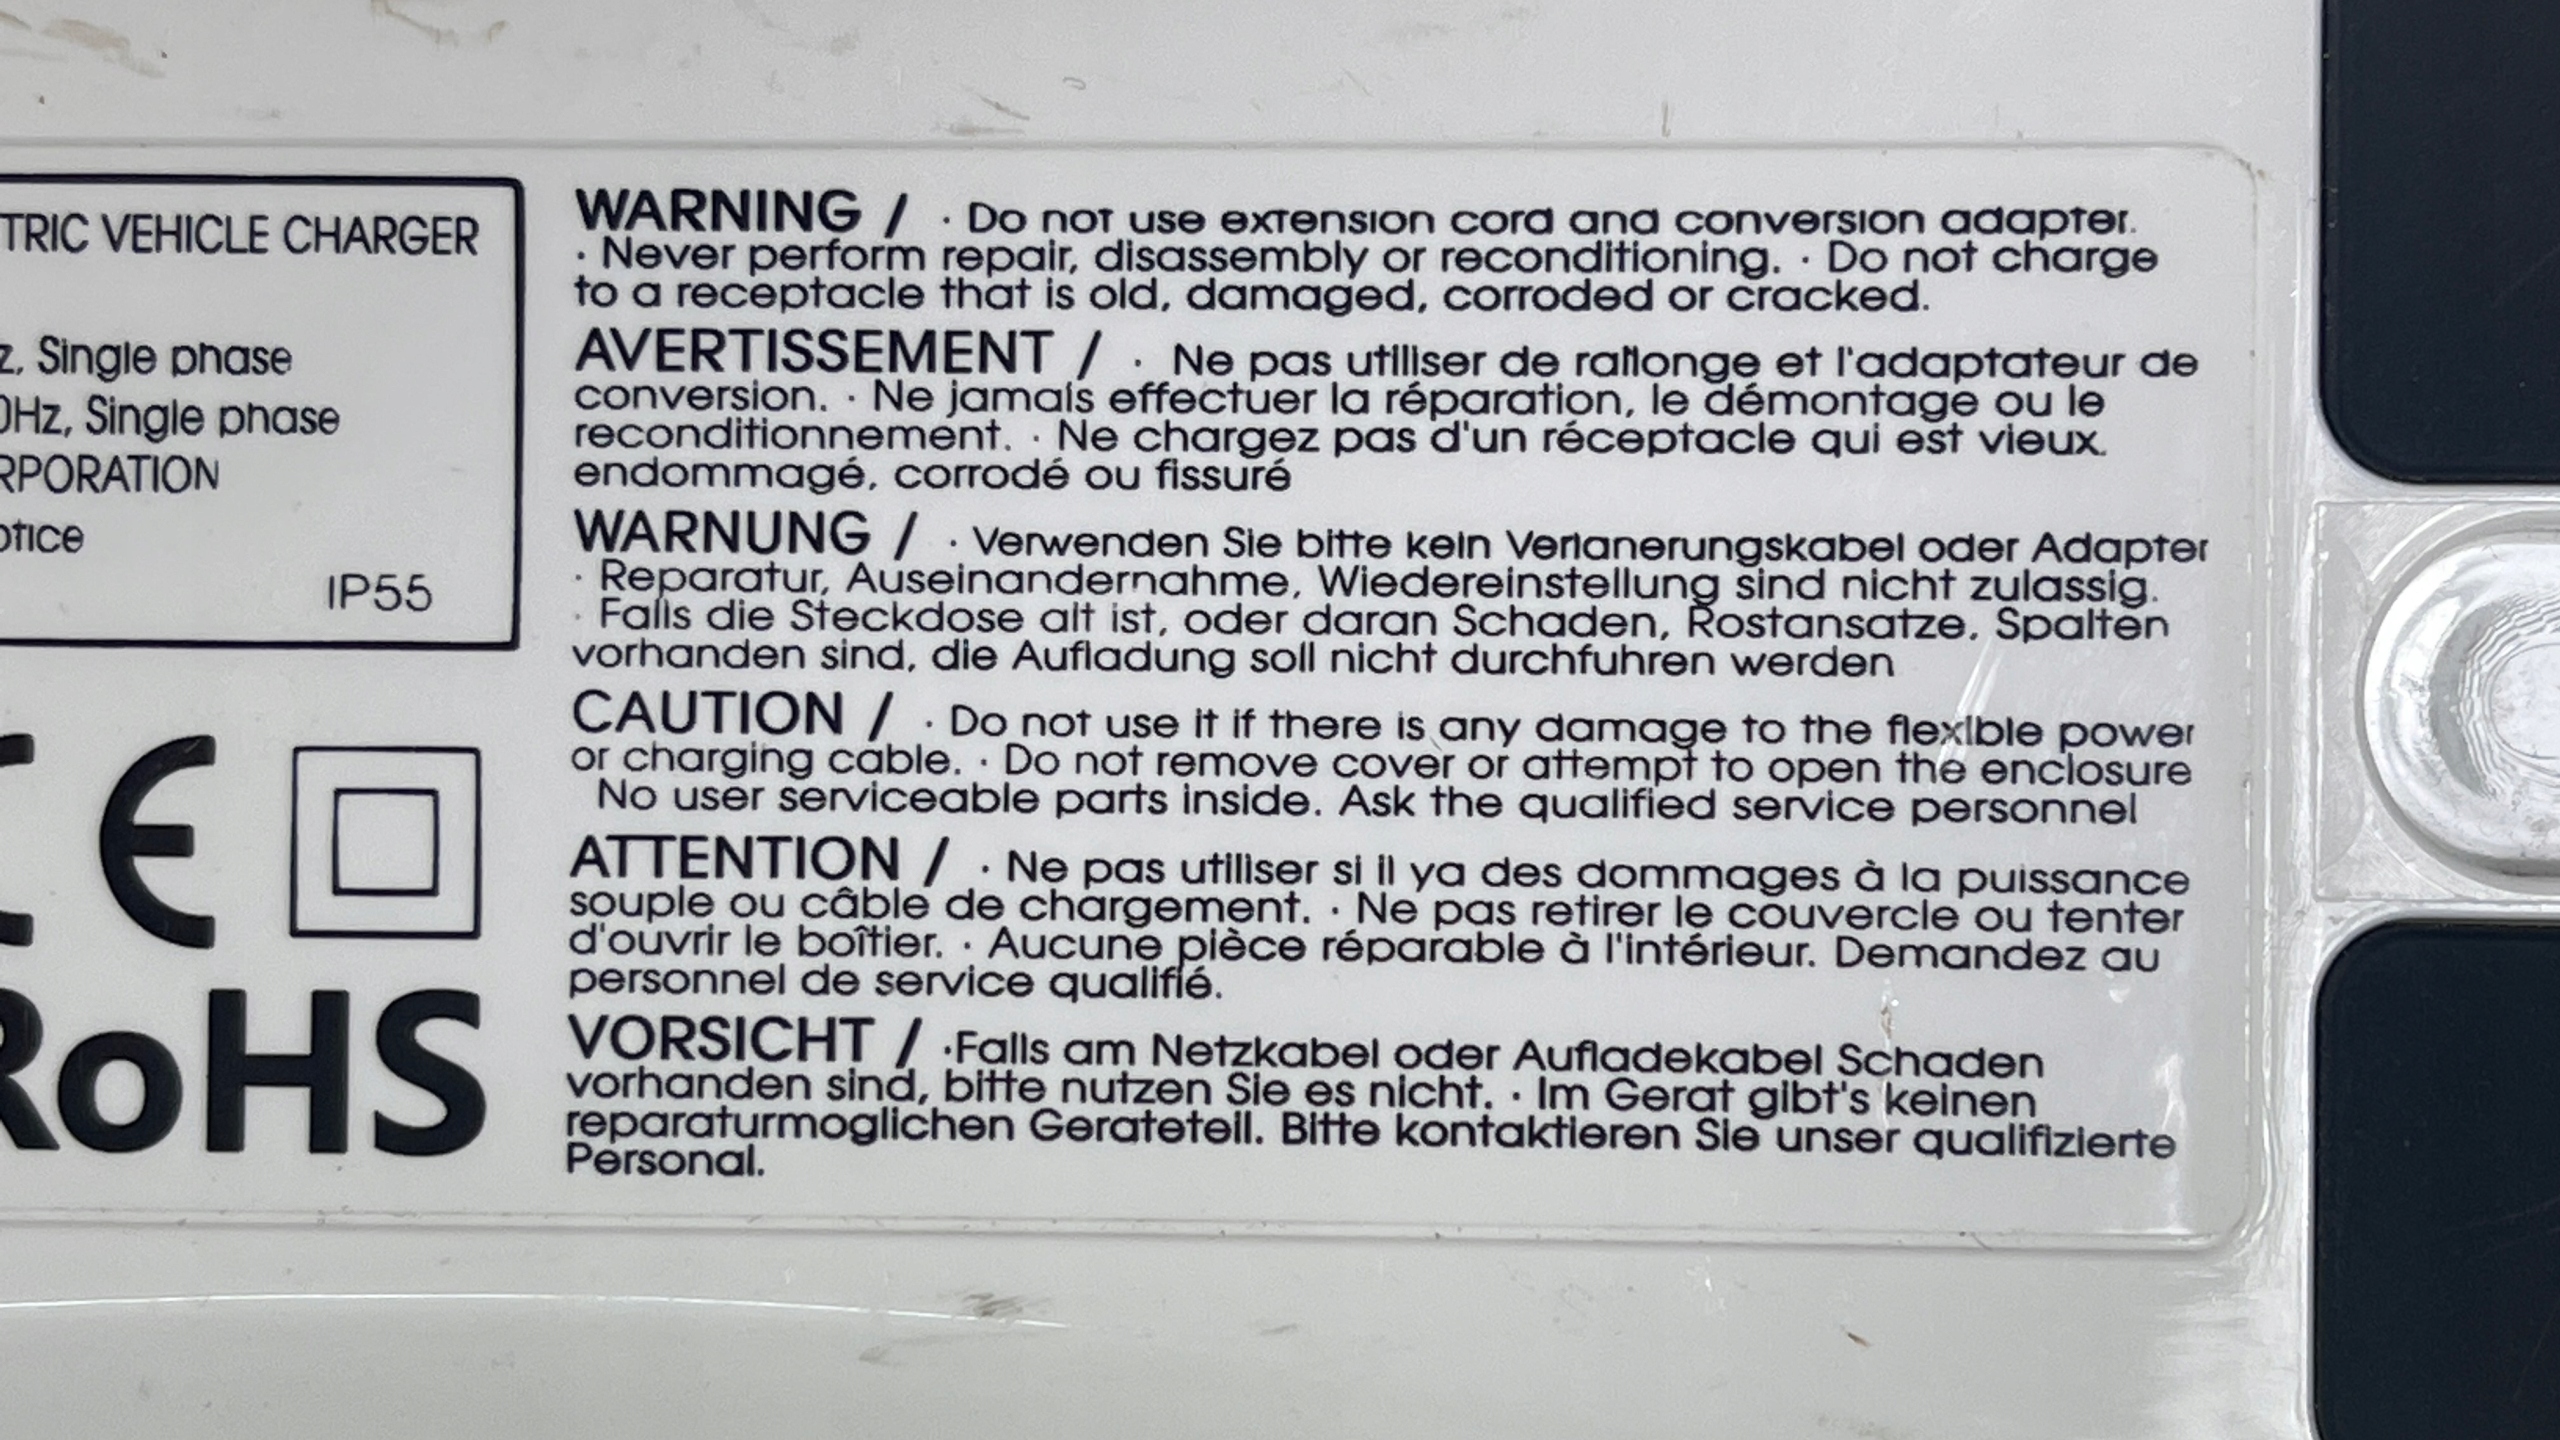 TRIC VEHICLE CHARGER
z, Single phase
0Hz, Single phase
RPORATION
otice
IP55
CE
RoHS
WARNING / · Do not use extension cord and conversion adapter.
· Never perform repair, disassembly or reconditioning. · Do not charge
to a receptacle that is old, damaged, corroded or cracked.
AVERTISSEMENT / · Ne pas utiliser de rallonge et l'adaptateur de
conversion. · Ne jamais effectuer la réparation, le démontage ou le
reconditionnement. · Ne chargez pas d'un réceptacle qui est vieux.
endommagé, corrodé ou fissuré
WARNUNG / · Verwenden Sie bitte kein Verlanerungskabel oder Adapter
· Reparatur, Auseinandernahme, Wiedereinstellung sind nicht zulassig.
· Falls die Steckdose alt ist, oder daran Schaden, Rostansatze, Spalten
vorhanden sind, die Aufladung soll nicht durchfuhren werden
CAUTION / · Do not use it if there is any damage to the flexible power
or charging cable. · Do not remove cover or attempt to open the enclosure
No user serviceable parts inside. Ask the qualified service personnel
ATTENTION / · Ne pas utiliser si il ya des dommages à la puissance
souple ou câble de chargement. · Ne pas retirer le couvercle ou tenter
d'ouvrir le boîtier. · Aucune pièce réparable à l'intérieur. Demandez au
personnel de service qualifié.
VORSICHT / ·Falls am Netzkabel oder Aufladekabel Schaden
vorhanden sind, bitte nutzen Sie es nicht. · Im Gerat gibt's keinen
reparaturmoglichen Gerateteil. Bitte kontaktieren Sie unser qualifizierte
Personal.